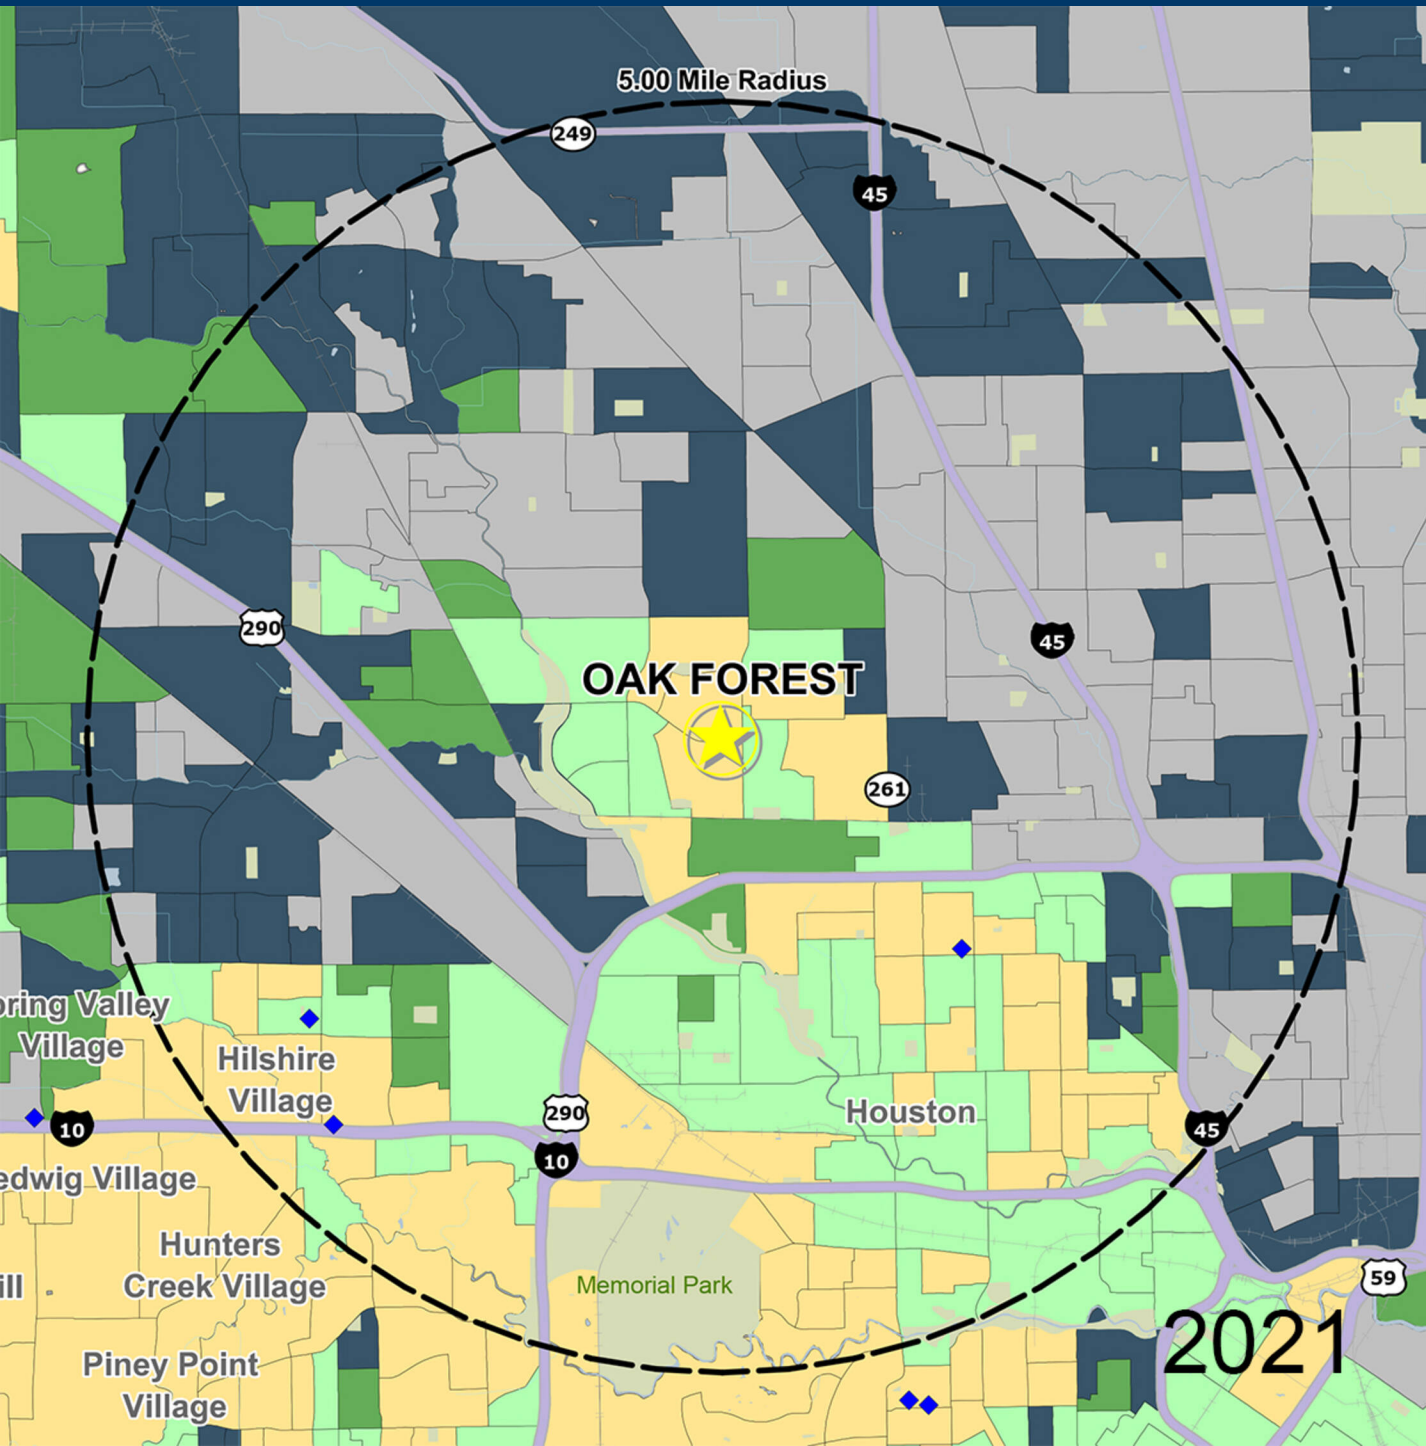 5.00 Mile Radius
249
45
290
45
OAK FOREST
261
pring Valley
Village
Hilshire
Village
290
Houston
10
10
45
edwig Village
Hunters
Creek Village
ill
Memorial Park
59
2021
Piney Point
Village